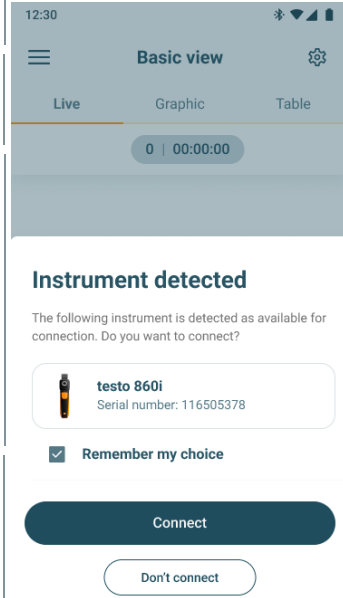 12:30
Basic view
Live Graphic Table
0 | 00:00:00
Instrument detected
The following instrument is detected as available for
connection. Do you want to connect?
testo 860i
Serial number: 116505378
Remember my choice
Connect
Don't connect